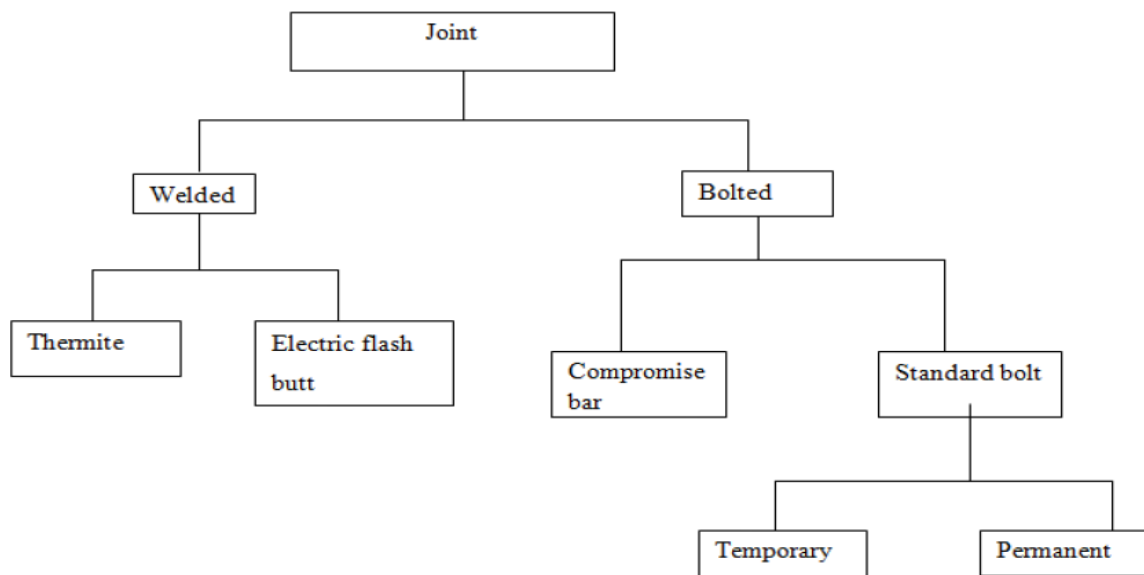 Joint
Welded
Bolted
Thermite
Electric flash
butt
Compromise
bar
Standard bolt
Temporary
Permanent